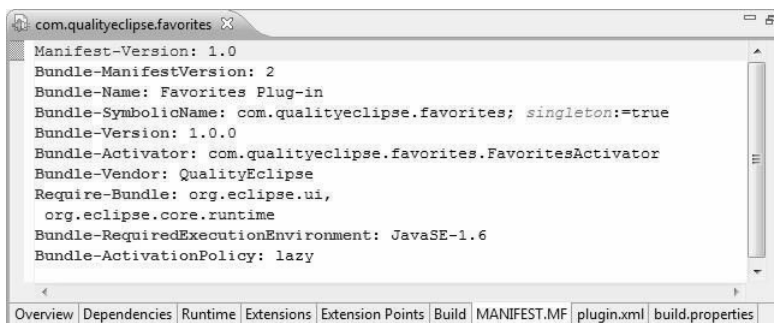 com.qualityeclipse.favorites
Manifest-Version: 1.0
Bundle-ManifestVersion: 2
Bundle-Name: Favorites Plug-in
Bundle-SymbolicName: com.qualityeclipse.favorites; singleton:=true
Bundle-Version: 1.0.0
Bundle-Activator: com.qualityeclipse.favorites.FavoritesActivator
Bundle-Vendor: QualityEclipse
Require-Bundle: org.eclipse.ui,
 org.eclipse.core.runtime
Bundle-RequiredExecutionEnvironment: JavaSE-1.6
Bundle-ActivationPolicy: lazy
Overview Dependencies Runtime Extensions Extension Points Build MANIFEST.MF plugin.xml build.properties